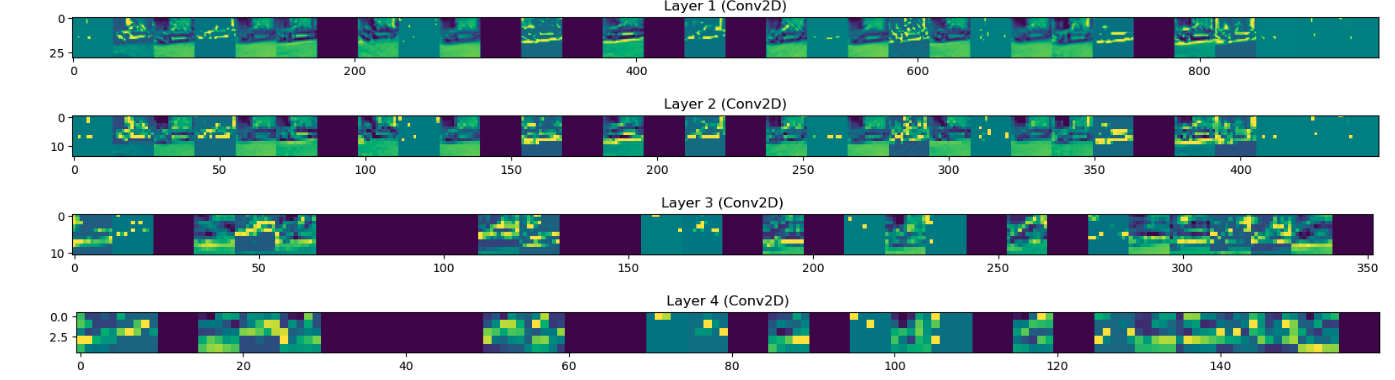 Layer 1 (Conv2D)
0
25
0 200 400 600 800
Layer 2 (Conv2D)
0
10
0 50 100 150 200 250 300 350 400
Layer 3 (Conv2D)
0
10
0 50 100 150 200 250 300 350
Layer 4 (Conv2D)
0.0
2.5
0 20 40 60 80 100 120 140